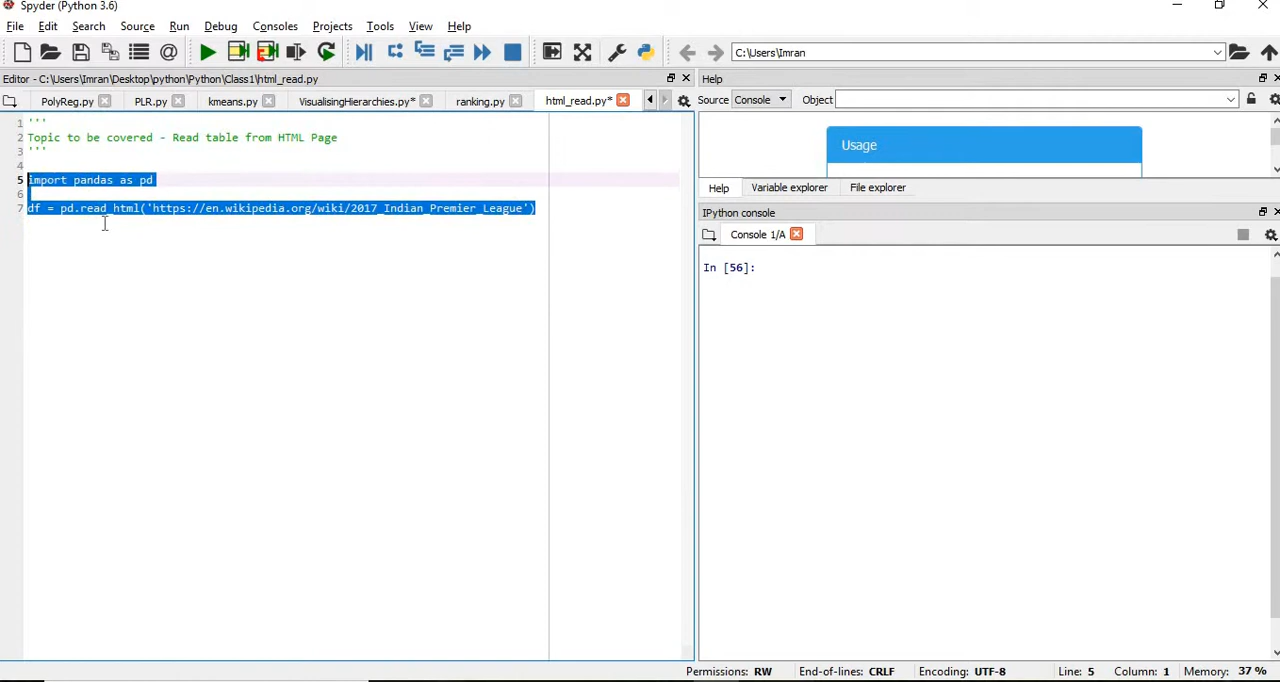 Spyder (Python 3.6)
File Edit Search Source Run Debug Consoles Projects Tools View Help
C:\Users\Imran
Editor - C:\Users\Imran\Desktop\python\Python\Class1\html_read.py
Help
PolyReg.py PLR.py kmeans.py VisualisingHierarchies.py* ranking.py html_read.py*
Source Console Object
1 '''
2 Topic to be covered - Read table from HTML Page
3 '''
4
5 import pandas as pd
6
7 df = pd.read_html('https://en.wikipedia.org/wiki/2017_Indian_Premier_League')
Usage
Help Variable explorer File explorer
IPython console
Console 1/A
In [56]:
Permissions: RW End-of-lines: CRLF Encoding: UTF-8 Line: 5 Column: 1 Memory: 37 %